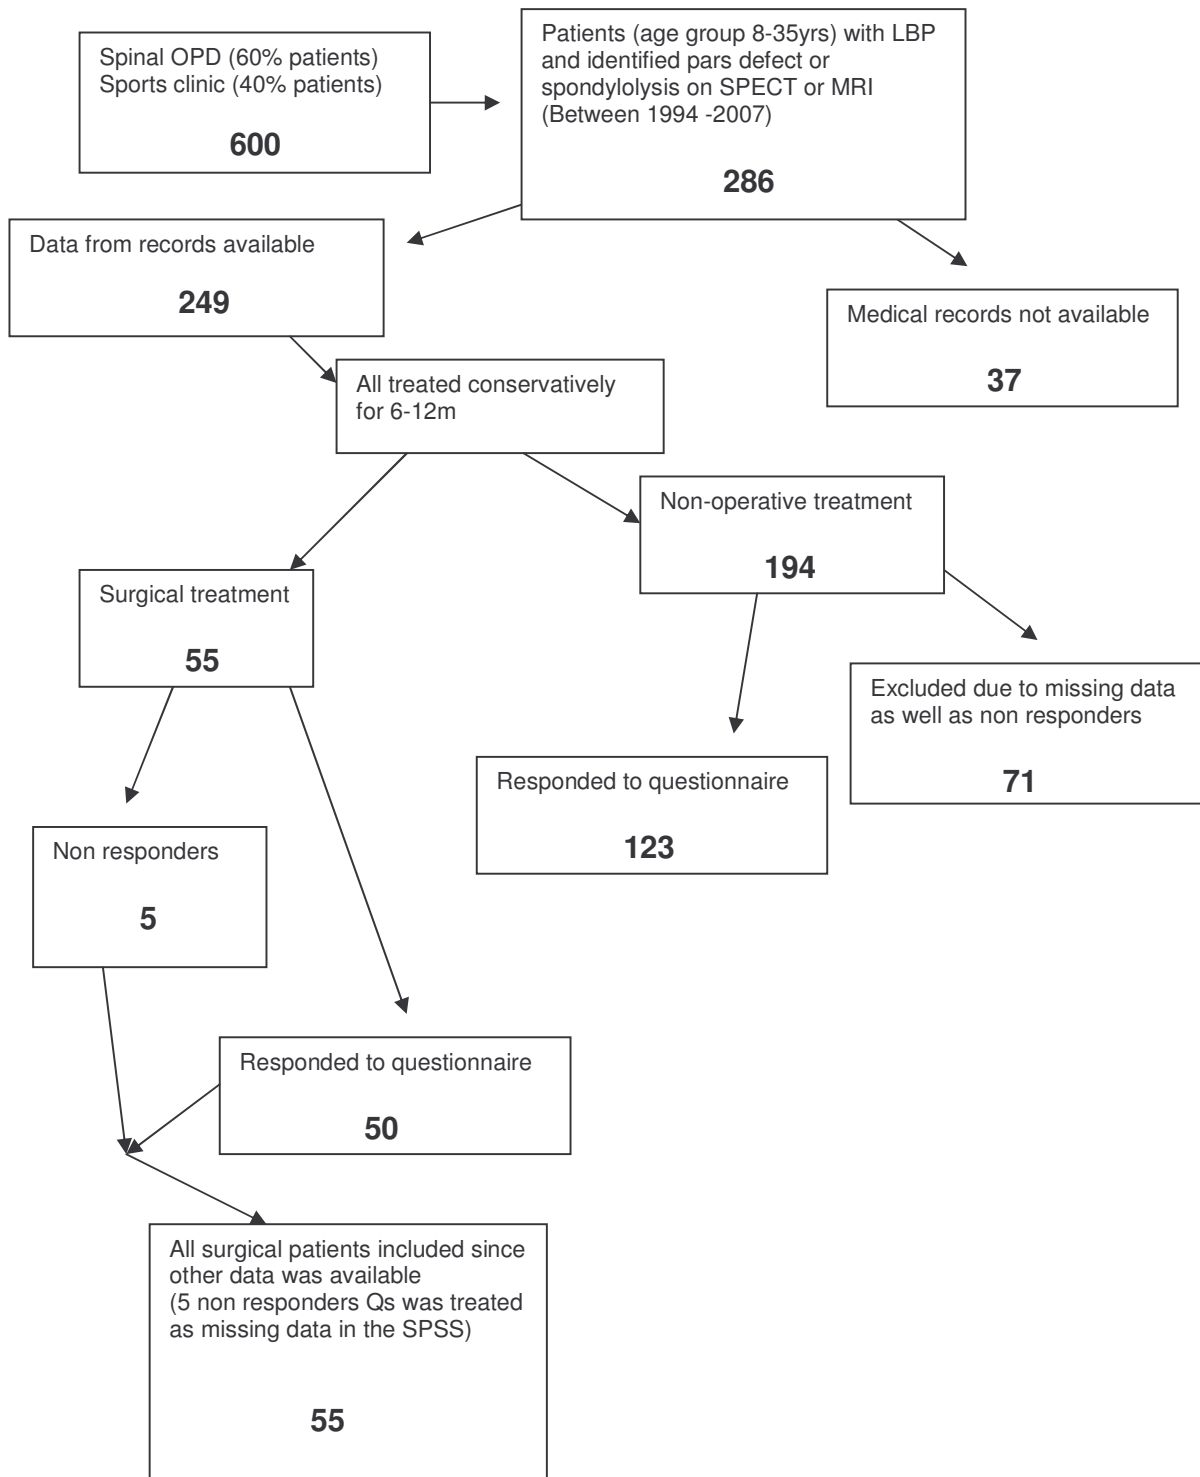 Spinal OPD (60% patients)
Sports clinic (40% patients)
600
Patients (age group 8-35yrs) with LBP
and identified pars defect or
spondylolysis on SPECT or MRI
(Between 1994 -2007)
286
Data from records available
249
Medical records not available
37
All treated conservatively
for 6-12m
Non-operative treatment
194
Surgical treatment
55
Excluded due to missing data
as well as non responders
71
Responded to questionnaire
123
Non responders
5
Responded to questionnaire
50
All surgical patients included since
other data was available
(5 non responders Qs was treated
as missing data in the SPSS)
55